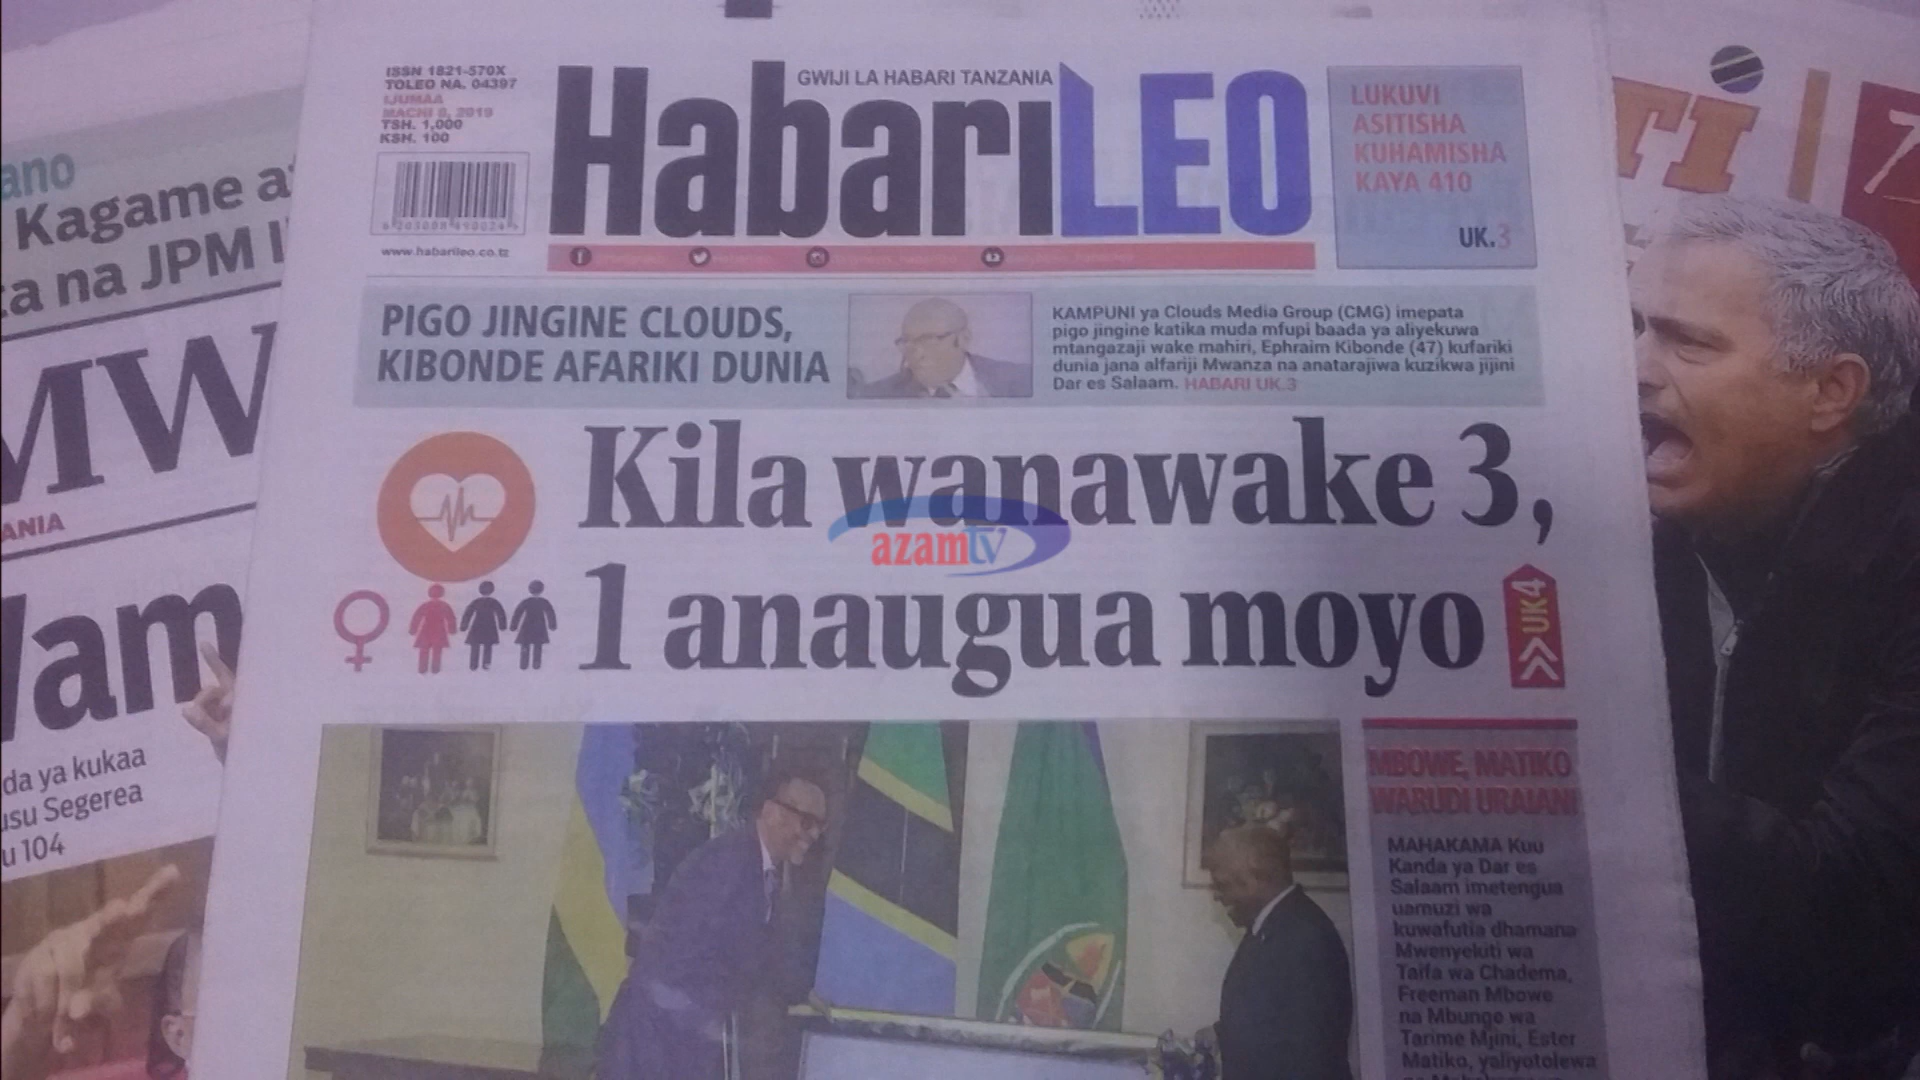 ISSN 1821-570X
TOLEO NA. 04397
IJUMAA
MACHI 8, 2019
TSH. 1,000
KSH. 100
www.habarileo.co.tz
GWIJI LA HABARI TANZANIA
HabariLEO
LUKUVI
ASITISHA
KUHAMISHA
KAYA 410
UK.3
PIGO JINGINE CLOUDS,
KIBONDE AFARIKI DUNIA
KAMPUNI ya Clouds Media Group (CMG) imepata
pigo jingine katika muda mfupi baada ya aliyekuwa
mtangazaji wake mahiri, Ephraim Kibonde (47) kufariki
dunia jana alfariji Mwanza na anatarajiwa kuzikwa jijini
Dar es Salaam. HABARI UK.3
Kila wanawake 3,
1 anaugua moyo
>>UK4
azamtv
MBOWE, MATIKO
WARUDI URAIANI
MAHAKAMA Kuu
Kanda ya Dar es
Salaam imetengua
uamuzi wa
kuwafutia dhamana
Mwenyekiti wa
Taifa wa Chadema,
Freeman Mbowe
na Mbunge wa
Tarime Mjini, Ester
Matiko, yaliyotolewa
ano
Kagame a
a na JPM I
MW
ANIA
am
da ya kukaa
usu Segerea
u 104
TI
7